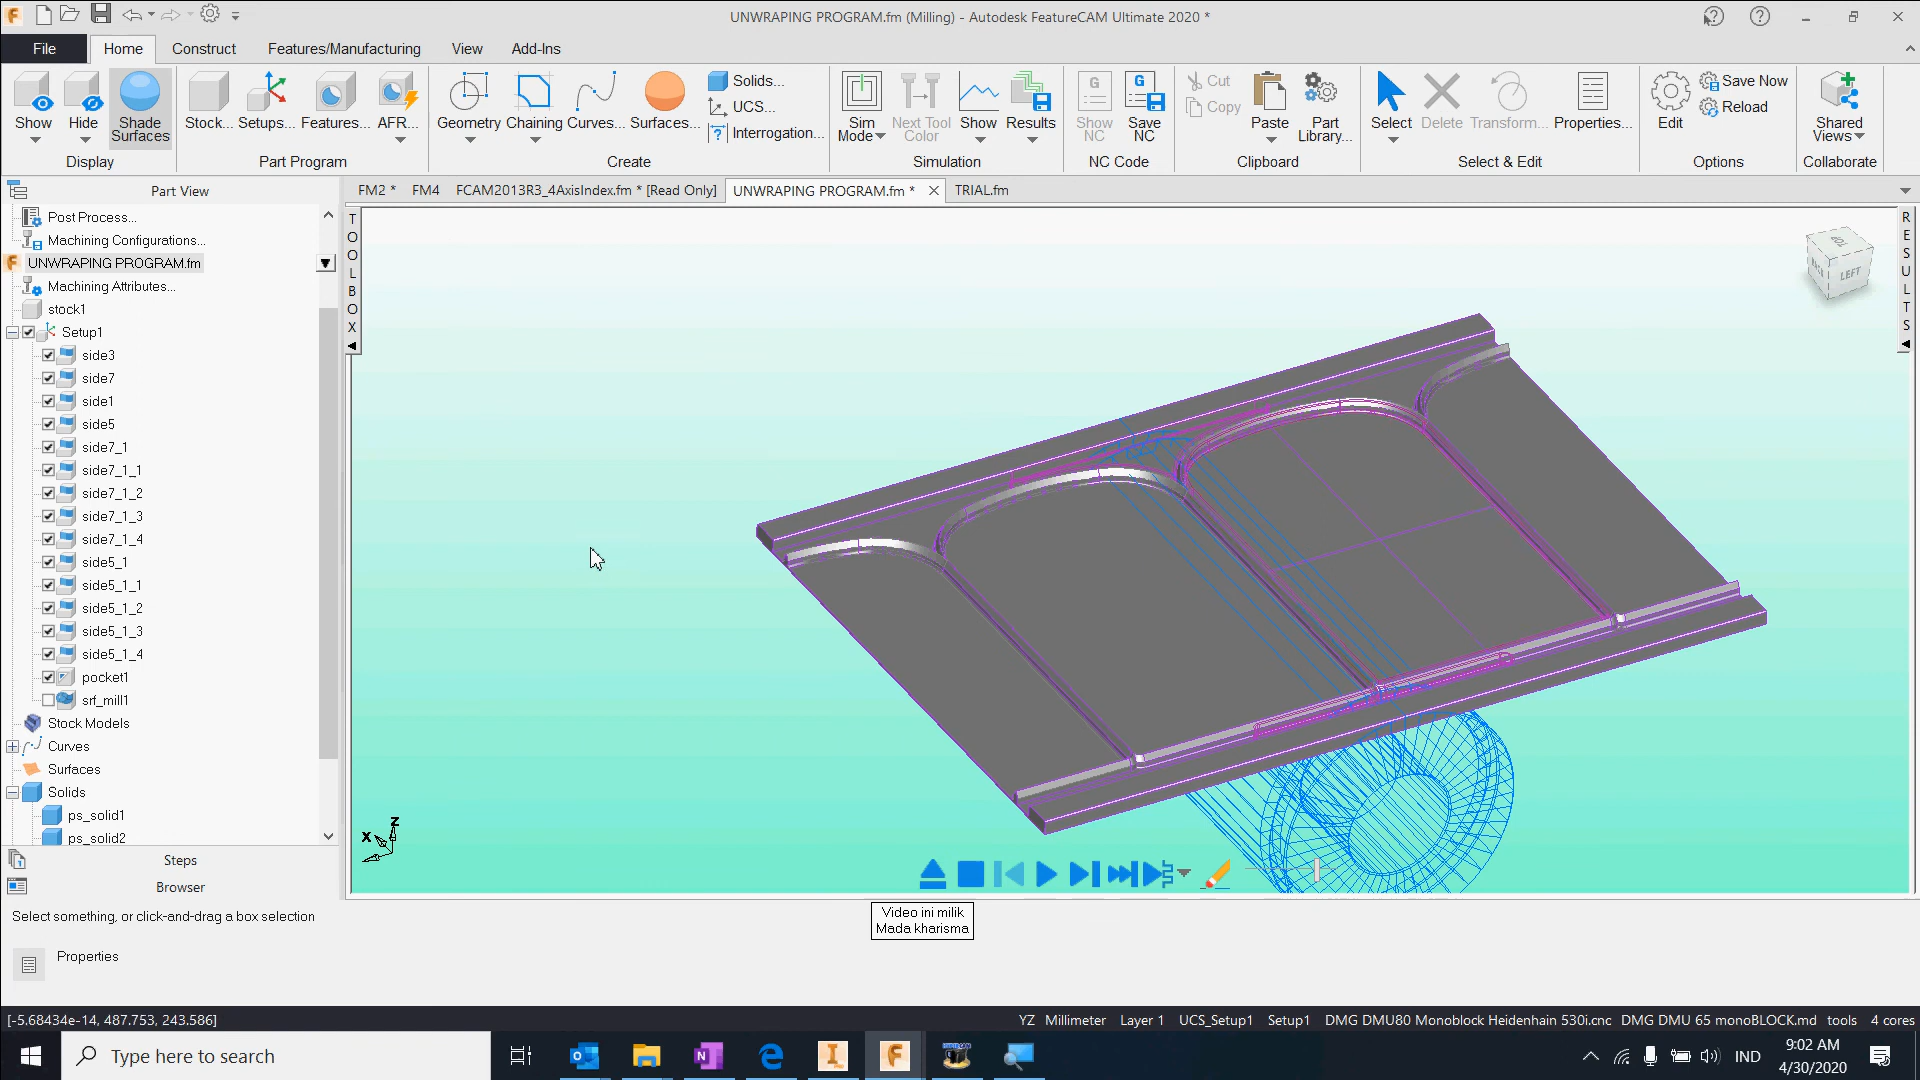 UNWRAPING PROGRAM.fm (Milling) - Autodesk FeatureCAM Ultimate 2020 *
File
Home
Construct
Features/Manufacturing
View
Add-Ins
Show
Hide
Shade
Surfaces
Display
Stock...
Setups...
Features...
AFR...
Part Program
Geometry
Chaining
Curves...
Surfaces...
Solids...
UCS...
Interrogation...
Create
Sim
Mode
Next Tool
Color
Show
Results
Simulation
Show
NC
Save
NC
NC Code
Cut
Copy
Paste
Part
Library...
Clipboard
Select
Delete
Transform...
Properties...
Select & Edit
Edit
Save Now
Reload
Options
Shared
Views
Collaborate
Part View
FM2 *
FM4
FCAM2013R3_4AxisIndex.fm * [Read Only]
UNWRAPING PROGRAM.fm *
TRIAL.fm
Post Process...
Machining Configurations...
UNWRAPING PROGRAM.fm
Machining Attributes...
stock1
Setup1
side3
side7
side1
side5
side7_1
side7_1_1
side7_1_2
side7_1_3
side7_1_4
side5_1
side5_1_1
side5_1_2
side5_1_3
side5_1_4
pocket1
srf_mill1
Stock Models
Curves
Surfaces
Solids
ps_solid1
ps_solid2
Steps
Browser
TOOLBOX
RESULTS
TOP
LEFT
Z
X
Video ini milik
Mada kharisma
Select something, or click-and-drag a box selection
Properties
[-5.68434e-14, 487.753, 243.586]
YZ
Millimeter
Layer 1
UCS_Setup1
Setup1
DMG DMU80 Monoblock Heidenhain 530i.cnc
DMG DMU 65 monoBLOCK.md
tools
4 cores
Type here to search
IND
9:02 AM
4/30/2020